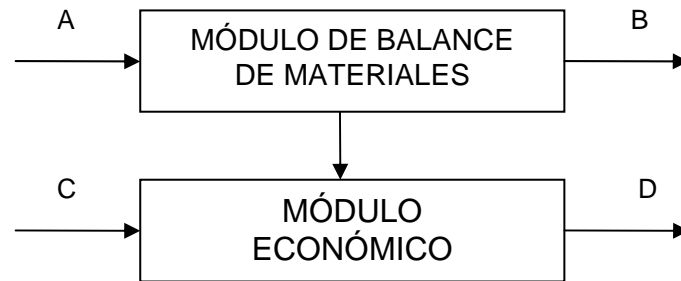 A
MÓDULO DE BALANCE
DE MATERIALES
B
C
MÓDULO
ECONÓMICO
D